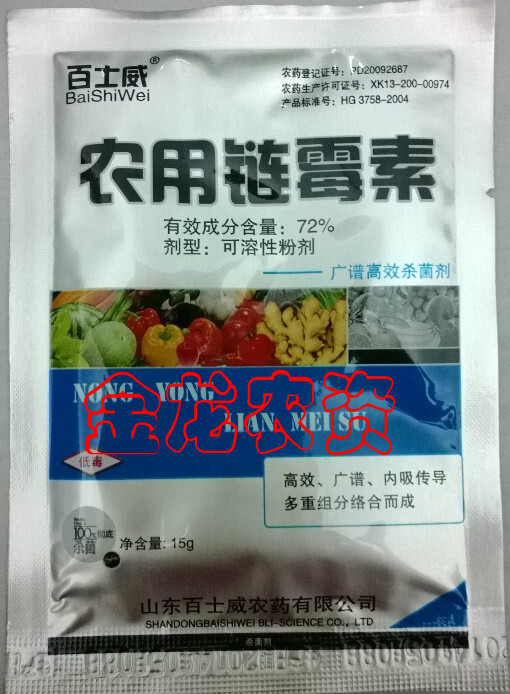 百士威®
BaiShiWei
农药登记证号：PD20092687
农药生产许可证号：XK13-200-00974
产品标准号：HG 3758-2004
农用链霉素
有效成分含量：72%
剂型：可溶性粉剂
广谱高效杀菌剂
NONG YONG
LIAN MEI SU
金龙农资
低毒
高效、广谱、内吸传导
多重组分络合而成
100%彻底
杀菌
净含量：15g
山东百士威农药有限公司
SHANDONGBAISHIWEI BLI-SCIENCE CO., LTD
杀菌剂